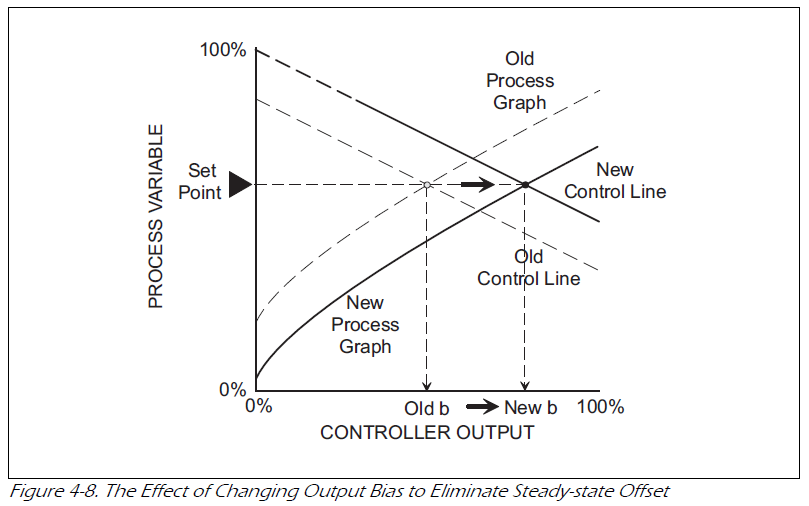 100%
Old
Process
Graph
PROCESS VARIABLE
Set
Point
New
Control Line
Old
Control Line
New
Process
Graph
0%
0%
Old b
New b
100%
CONTROLLER OUTPUT
Figure 4-8. The Effect of Changing Output Bias to Eliminate Steady-state Offset